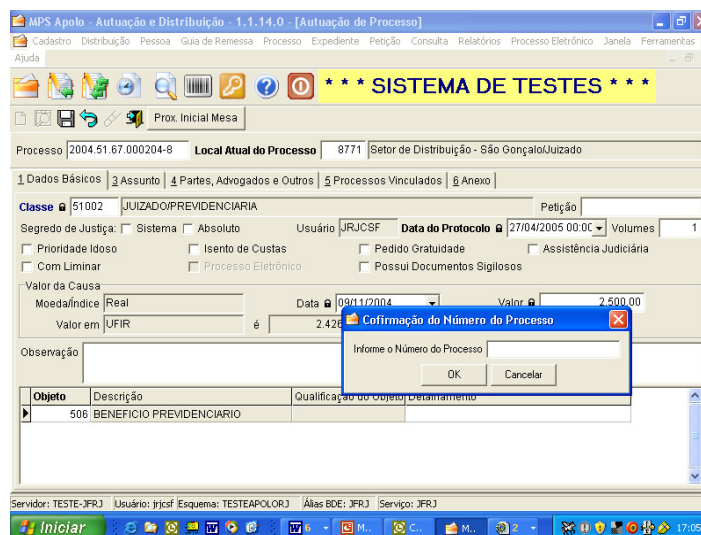 MPS Apolo - Autuação e Distribuição - 1.1.14.0 - [Autuação de Processo]
Cadastro Distribuição Pessoa Guia de Remessa Processo Expediente Petição Consulta Relatórios Processo Eletrônico Janela Ferramentas
Ajuda
* * * SISTEMA DE TESTES * * *
Prox. Inicial Mesa
Processo 2004.51.67.000204-8 Local Atual do Processo 8771 Setor de Distribuição - São Gonçalo/Juizado
1 Dados Básicos 3 Assunto 4 Partes, Advogados e Outros 5 Processos Vinculados 6 Anexo
Classe 51002 JUIZADO/PREVIDENCIARIA Petição
Segredo de Justiça: Sistema Absoluto Usuário JRJCSF Data do Protocolo 27/04/2005 00:00 Volumes 1
Prioridade Idoso Isento de Custas Pedido Gratuidade Assistência Judiciária
Com Liminar Processo Eletrônico Possui Documentos Sigilosos
Valor da Causa
Moeda/Índice Real Data 09/11/2004 Valor 2.500,00
Valor em UFIR é 2.426
Cofirmação do Número do Processo
Informe o Número do Processo
OK Cancelar
Observação
Objeto Descrição Qualificação do Objeto Detalhamento
506 BENEFICIO PREVIDENCIARIO
Servidor: TESTE-JFRJ Usuário: jrjcsf Esquema: TESTEAPOLORJ Álias BDE: JFRJ Serviço: JFRJ
Iniciar 6 M.. C.. M.. 2 17:05